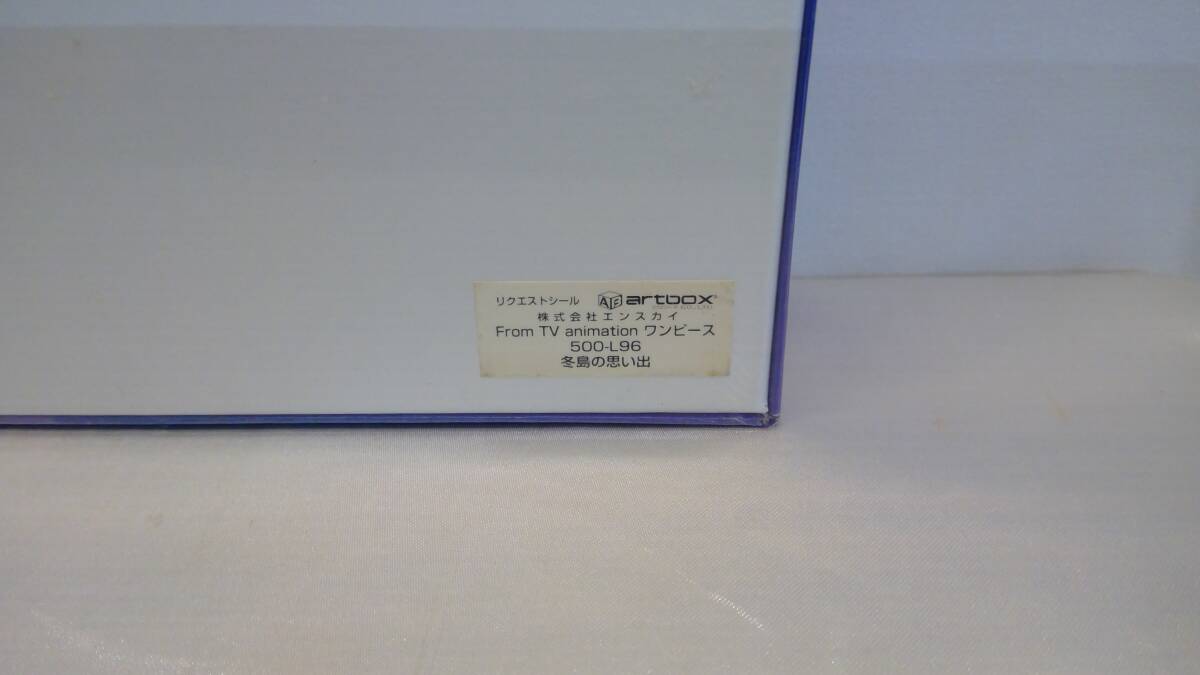 リクエストシール artbox
株式会社エンスカイ
From TV animation ワンピース
500-L96
冬島の思い出